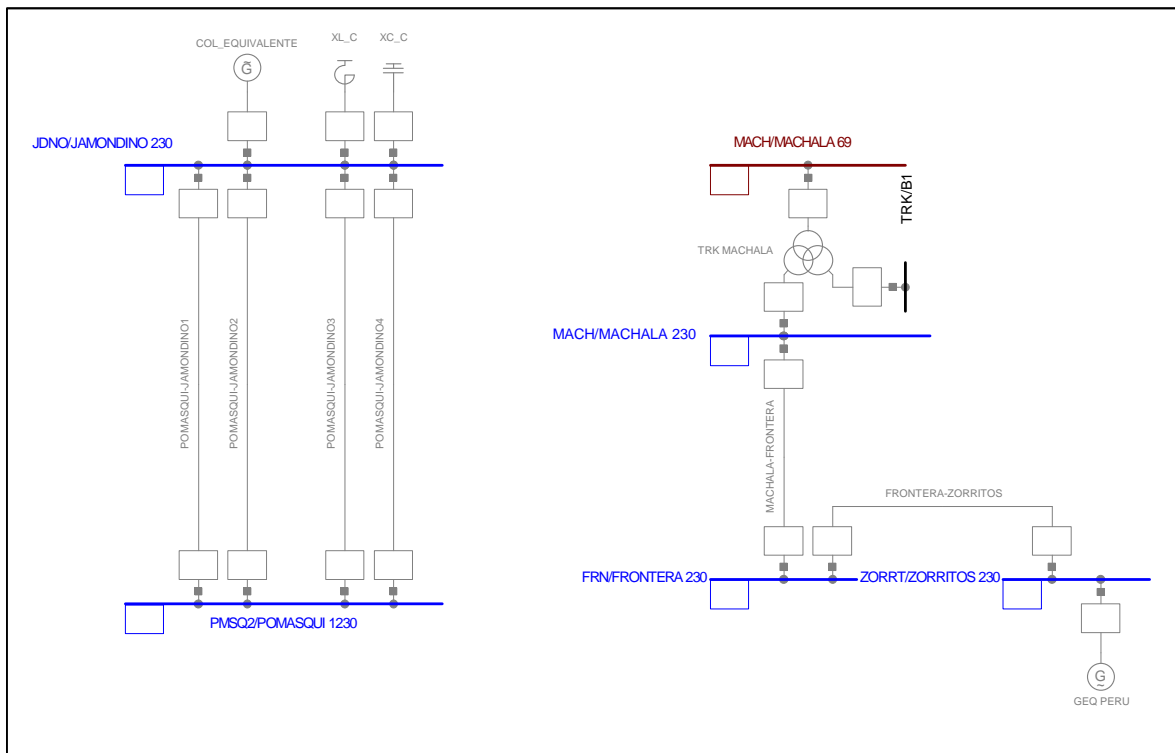 COL_EQUIVALENTE
XL_C
XC_C
G
JDNO/JAMONDINO 230
POMASQUI-JAMONDINO1
POMASQUI-JAMONDINO2
POMASQUI-JAMONDINO3
POMASQUI-JAMONDINO4
PMSQ2/POMASQUI 1230
MACH/MACHALA 69
TRK/B1
TRK MACHALA
MACH/MACHALA 230
MACHALA-FRONTERA
FRONTERA-ZORRITOS
FRN/FRONTERA 230
ZORRT/ZORRITOS 230
G
GEQ PERU